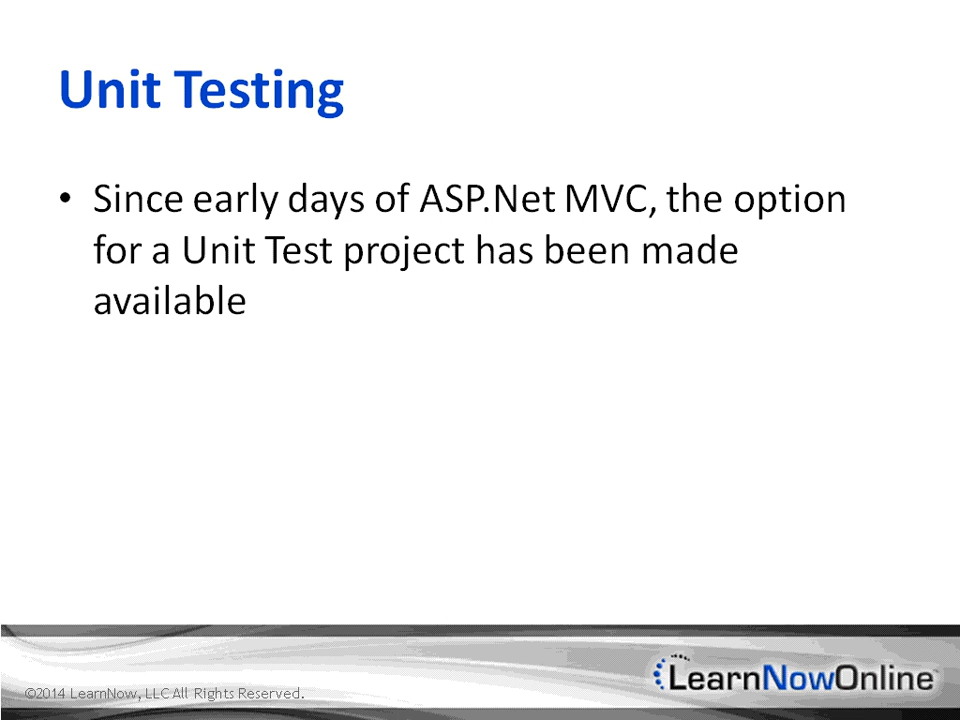 Unit Testing
• Since early days of ASP.Net MVC, the option
for a Unit Test project has been made
available
©2014 LearnNow, LLC All Rights Reserved.
LearnNowOnline